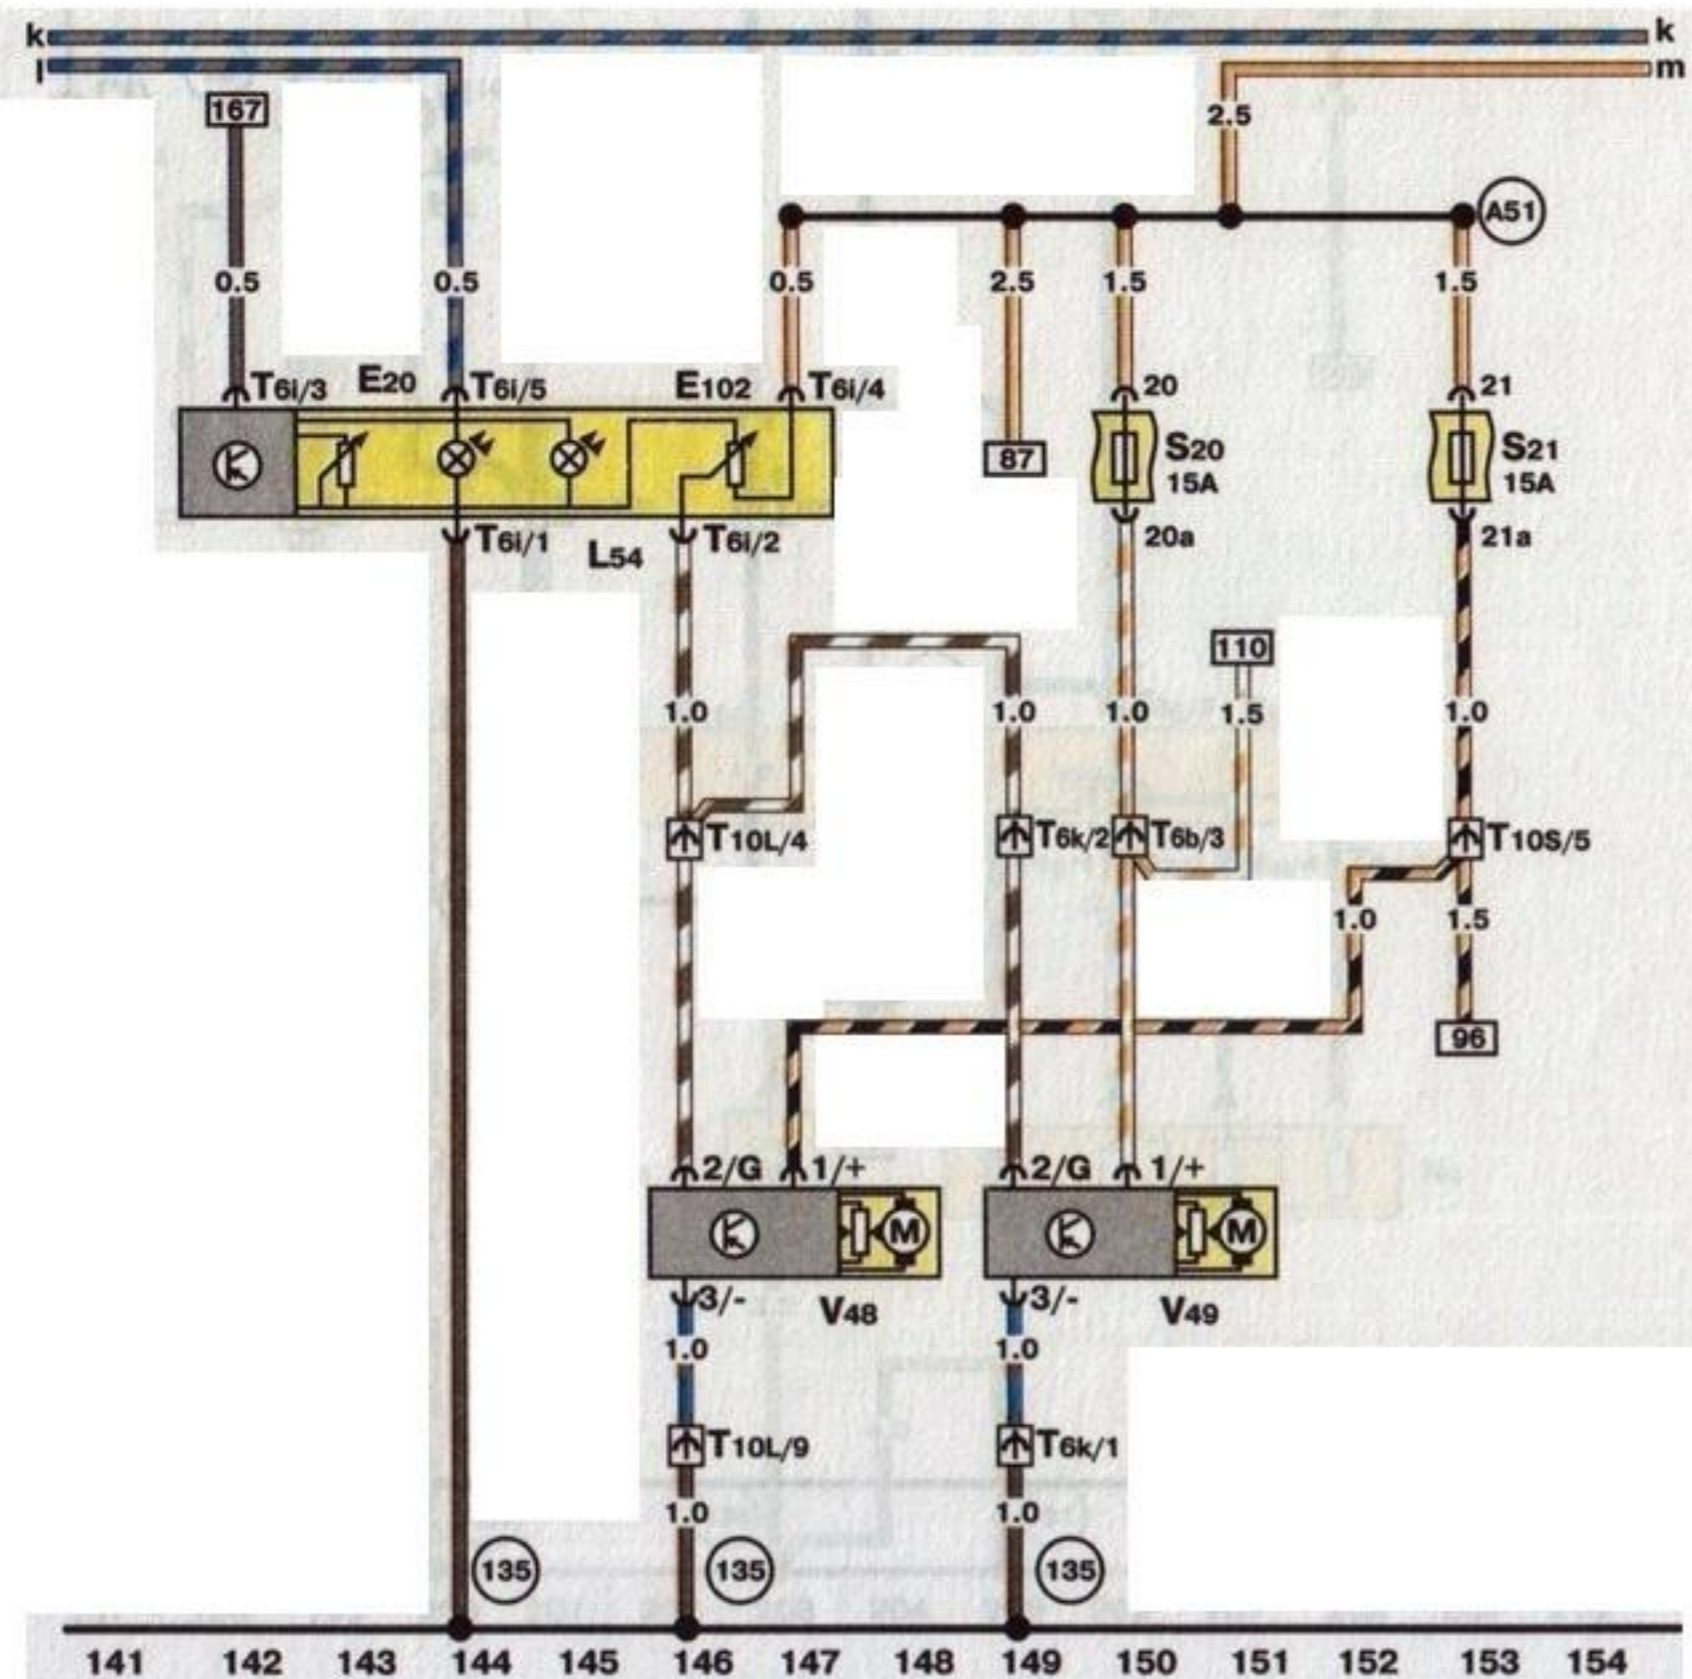 k k
l m
167
2.5
A51
0.5 0.5 0.5 2.5 1.5 1.5
T6i/3 E20 T6i/5 E102 T6i/4 20 21
87 S20 S21
15A 15A
T6i/1 L54 T6i/2 20a 21a
110
1.0 1.0 1.0 1.5 1.0
T10L/4 T6k/2 T6b/3 T10S/5
1.0 1.5
96
2/G 1/+ 2/G 1/+
M M
3/- V48 3/- V49
1.0 1.0
T10L/9 T6k/1
1.0 1.0
135 135 135
141 142 143 144 145 146 147 148 149 150 151 152 153 154